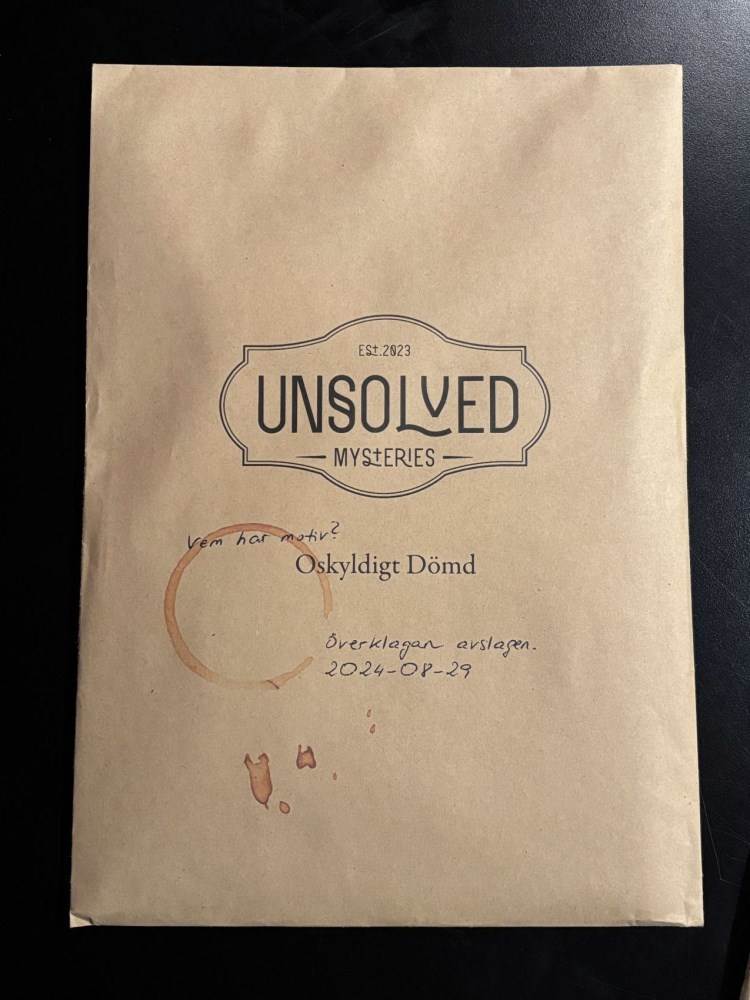 EST.2023
UNSOLVED
MYSTERIES
Vem har motiv?
Oskyldigt Dömd
Överklagan avslagen.
2024-08-29